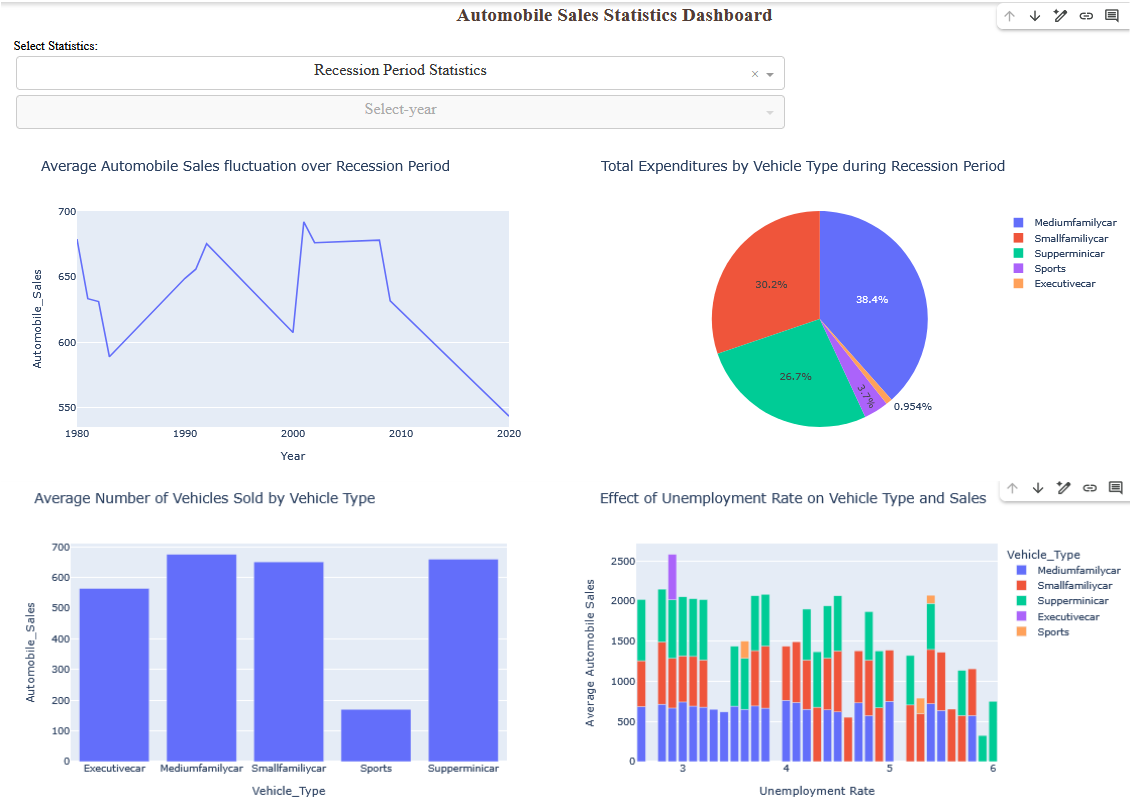 Automobile Sales Statistics Dashboard
Select Statistics:
Recession Period Statistics
×
Select-year
Average Automobile Sales fluctuation over Recession Period
700
650
600
550
Automobile_Sales
1980 1990 2000 2010 2020
Year
Total Expenditures by Vehicle Type during Recession Period
30.2%
38.4%
26.7%
3.7%
0.954%
Mediumfamilycar
Smallfamiliycar
Supperminicar
Sports
Executivecar
Average Number of Vehicles Sold by Vehicle Type
700
600
500
400
300
200
100
0
Automobile_Sales
Executivecar Mediumfamilycar Smallfamiliycar Sports Supperminicar
Vehicle_Type
Effect of Unemployment Rate on Vehicle Type and Sales
2500
2000
1500
1000
500
0
Average Automobile Sales
3 4 5 6
Unemployment Rate
Vehicle_Type
Mediumfamilycar
Smallfamiliycar
Supperminicar
Executivecar
Sports